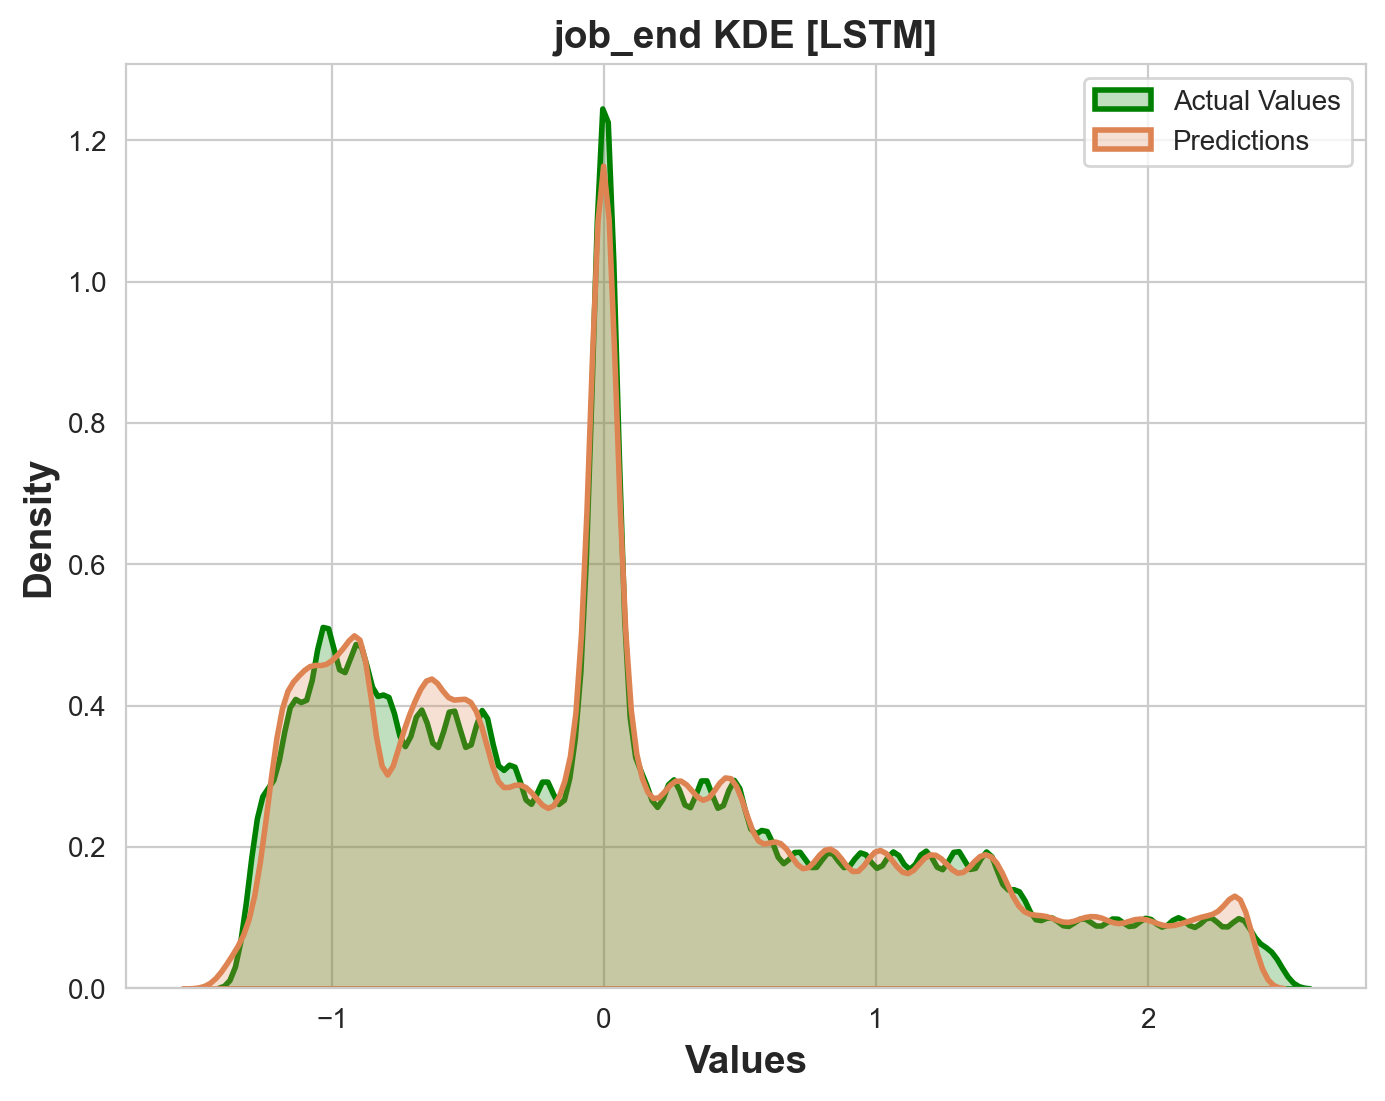 job_end KDE [LSTM]
Actual Values
Predictions
1.2
1.0
0.8
0.6
0.4
0.2
0.0
Density
−1
0
1
2
Values